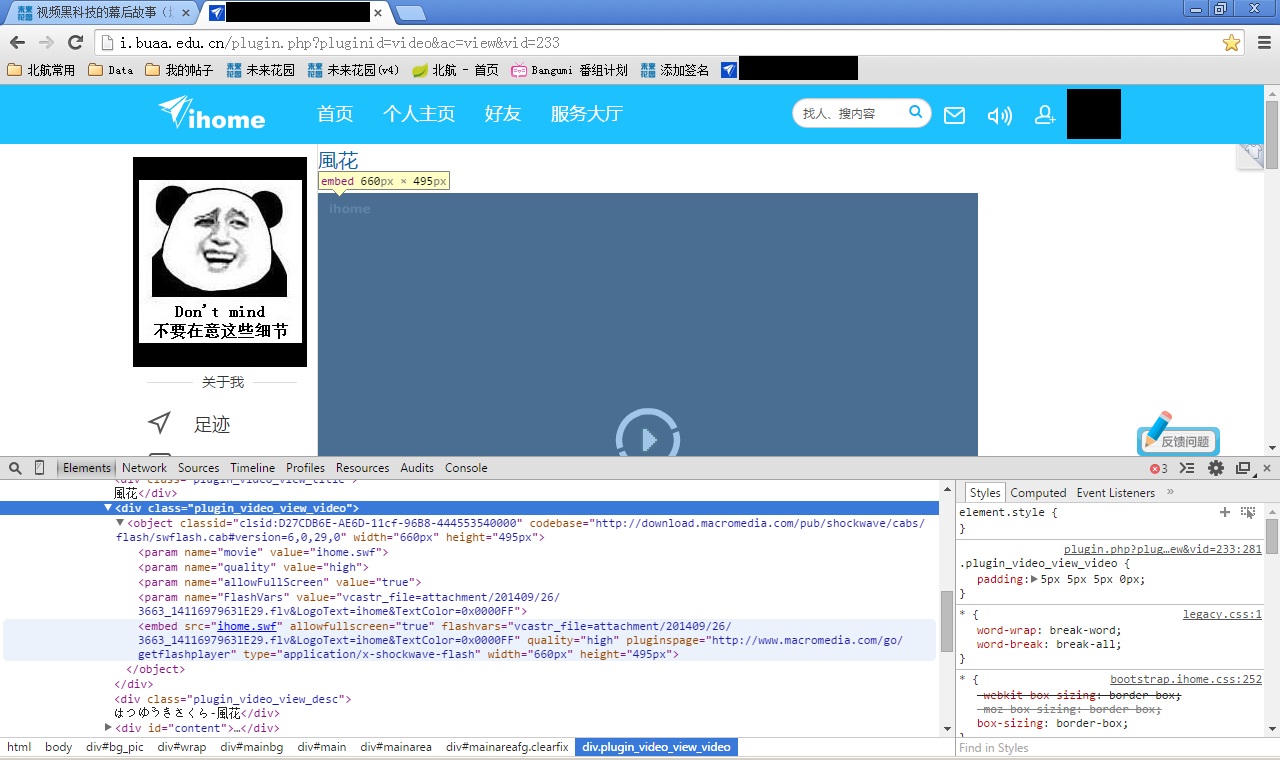 视频黑科技的幕后故事（
i.buaa.edu.cn/plugin.php?pluginid=video&ac=view&vid=233
北航常用 Data 我的帖子 未来花园 未来花园(v4) 北航 - 首页 Bangumi 番组计划 添加签名
ihome 首页 个人主页 好友 服务大厅 找人、搜内容
風花
embed 660px × 495px
ihome
Don't mind
不要在意这些细节
关于我
足迹
反馈问题
Elements Network Sources Timeline Profiles Resources Audits Console 3
<div class="plugin_video_view_title">
風花</div>
<div class="plugin_video_view_video">
<object classid="clsid:D27CDB6E-AE6D-11cf-96B8-444553540000" codebase="http://download.macromedia.com/pub/shockwave/cabs/
flash/swflash.cab#version=6,0,29,0" width="660px" height="495px">
<param name="movie" value="ihome.swf">
<param name="quality" value="high">
<param name="allowFullScreen" value="true">
<param name="FlashVars" value="vcastr_file=attachment/201409/26/
3663_14116979631E29.flv&LogoText=ihome&TextColor=0x0000FF">
<embed src="ihome.swf" allowfullscreen="true" flashvars="vcastr_file=attachment/201409/26/
3663_14116979631E29.flv&LogoText=ihome&TextColor=0x0000FF" quality="high" pluginspage="http://www.macromedia.com/go/
getflashplayer" type="application/x-shockwave-flash" width="660px" height="495px">
</object>
</div>
<div class="plugin_video_view_desc">
はつゆきさくら-風花</div>
<div id="content">…</div>
html body div#bg_pic div#wrap div#mainbg div#main div#mainarea div#mainareafg.clearfix div.plugin_video_view_video
Styles Computed Event Listeners »
element.style {
}
plugin.php?plug…ew&vid=233:281
.plugin_video_view_video {
padding: 5px 5px 5px 0px;
}
* { legacy.css:1
word-wrap: break-word;
word-break: break-all;
}
* { bootstrap.ihome.css:252
-webkit-box-sizing: border-box;
-moz-box-sizing: border-box;
box-sizing: border-box;
Find in Styles